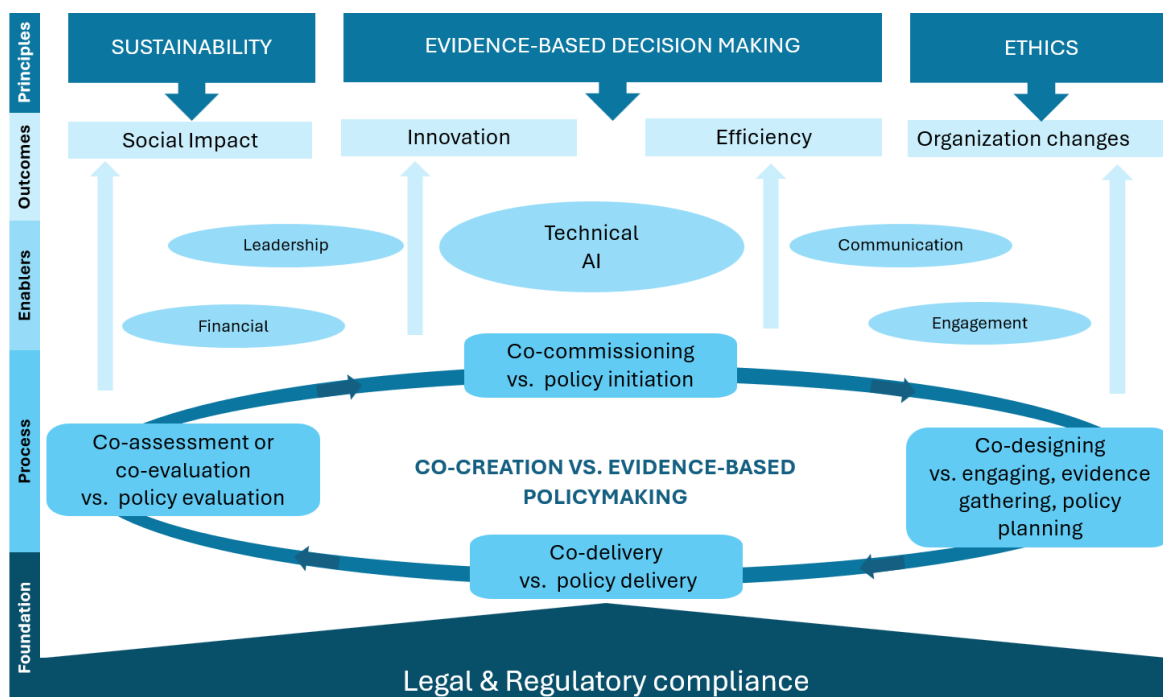 Principles
SUSTAINABILITY
EVIDENCE-BASED DECISION MAKING
ETHICS
Outcomes
Social Impact
Innovation
Efficiency
Organization changes
Enablers
Leadership
Technical
AI
Communication
Financial
Engagement
Process
Co-commissioning
vs. policy initiation
Co-assessment or
co-evaluation
vs. policy evaluation
CO-CREATION VS. EVIDENCE-BASED
POLICYMAKING
Co-designing
vs. engaging, evidence
gathering, policy
planning
Co-delivery
vs. policy delivery
Foundation
Legal & Regulatory compliance